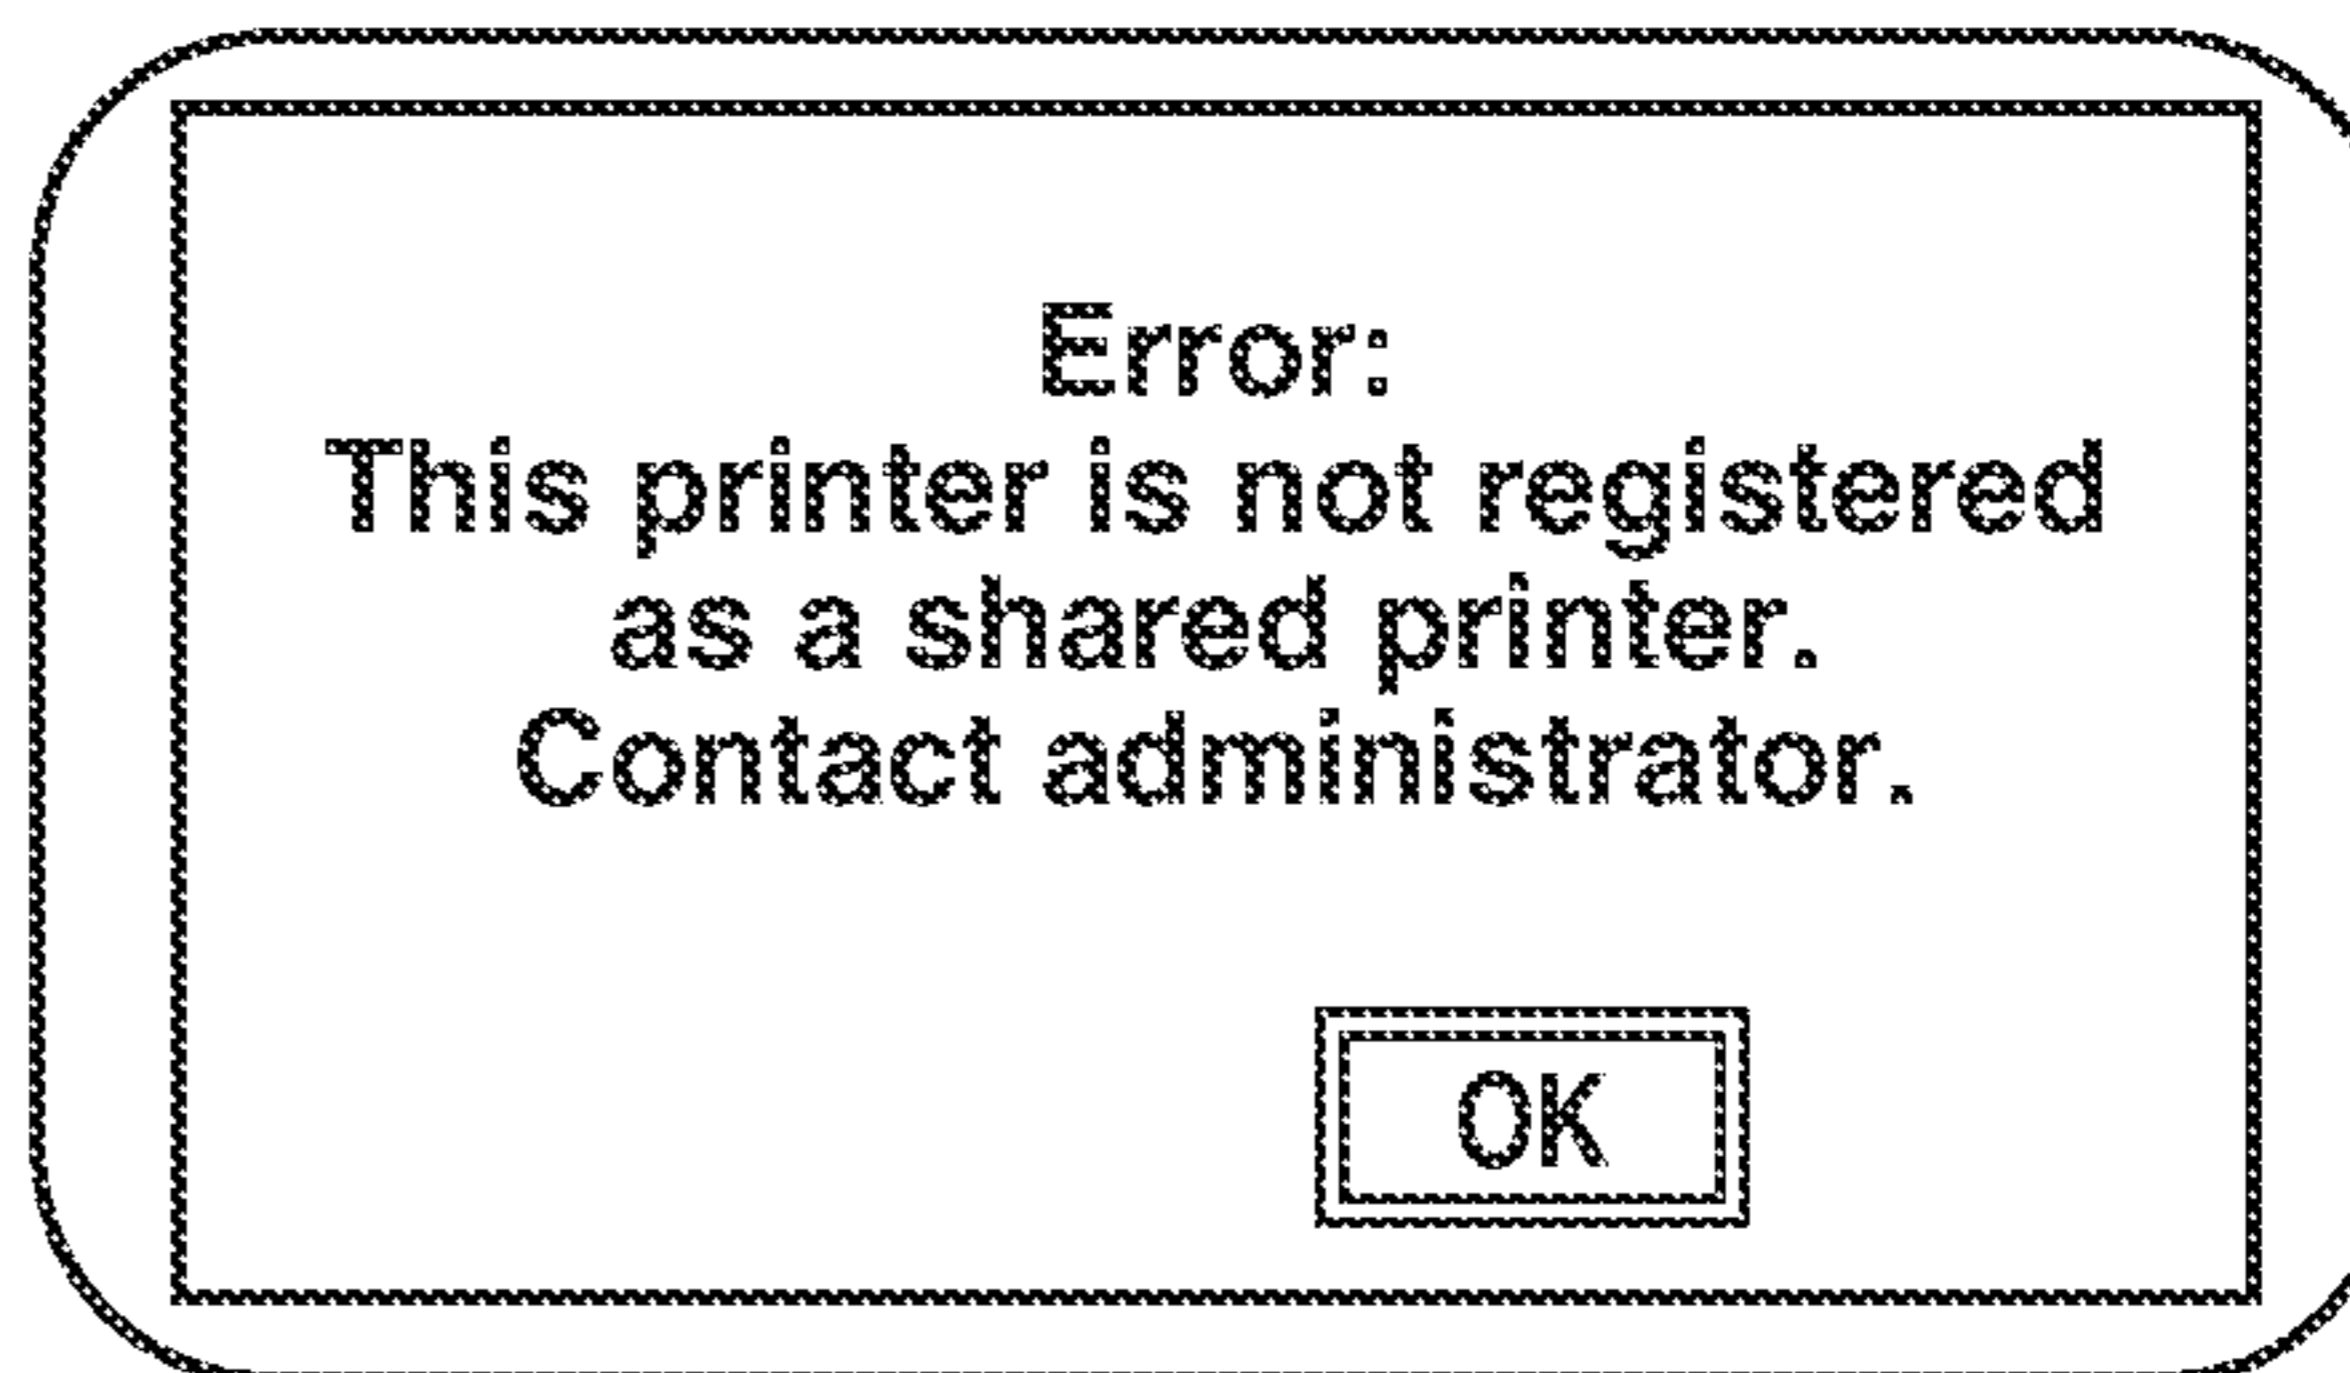 Error:
This printer is not registered
as a shared printer.
Contact administrator.
OK